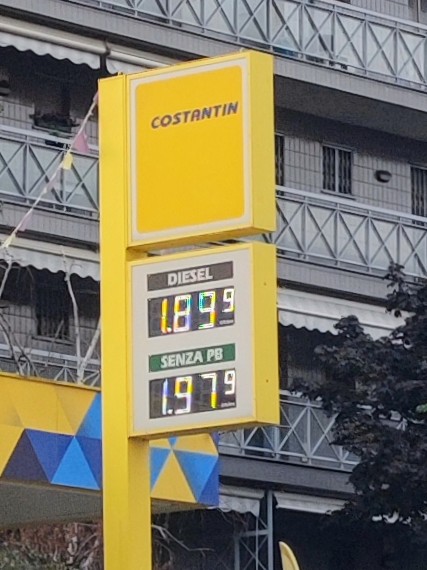 COSTANTIN
DIESEL
1.899
SENZA PB
1.979